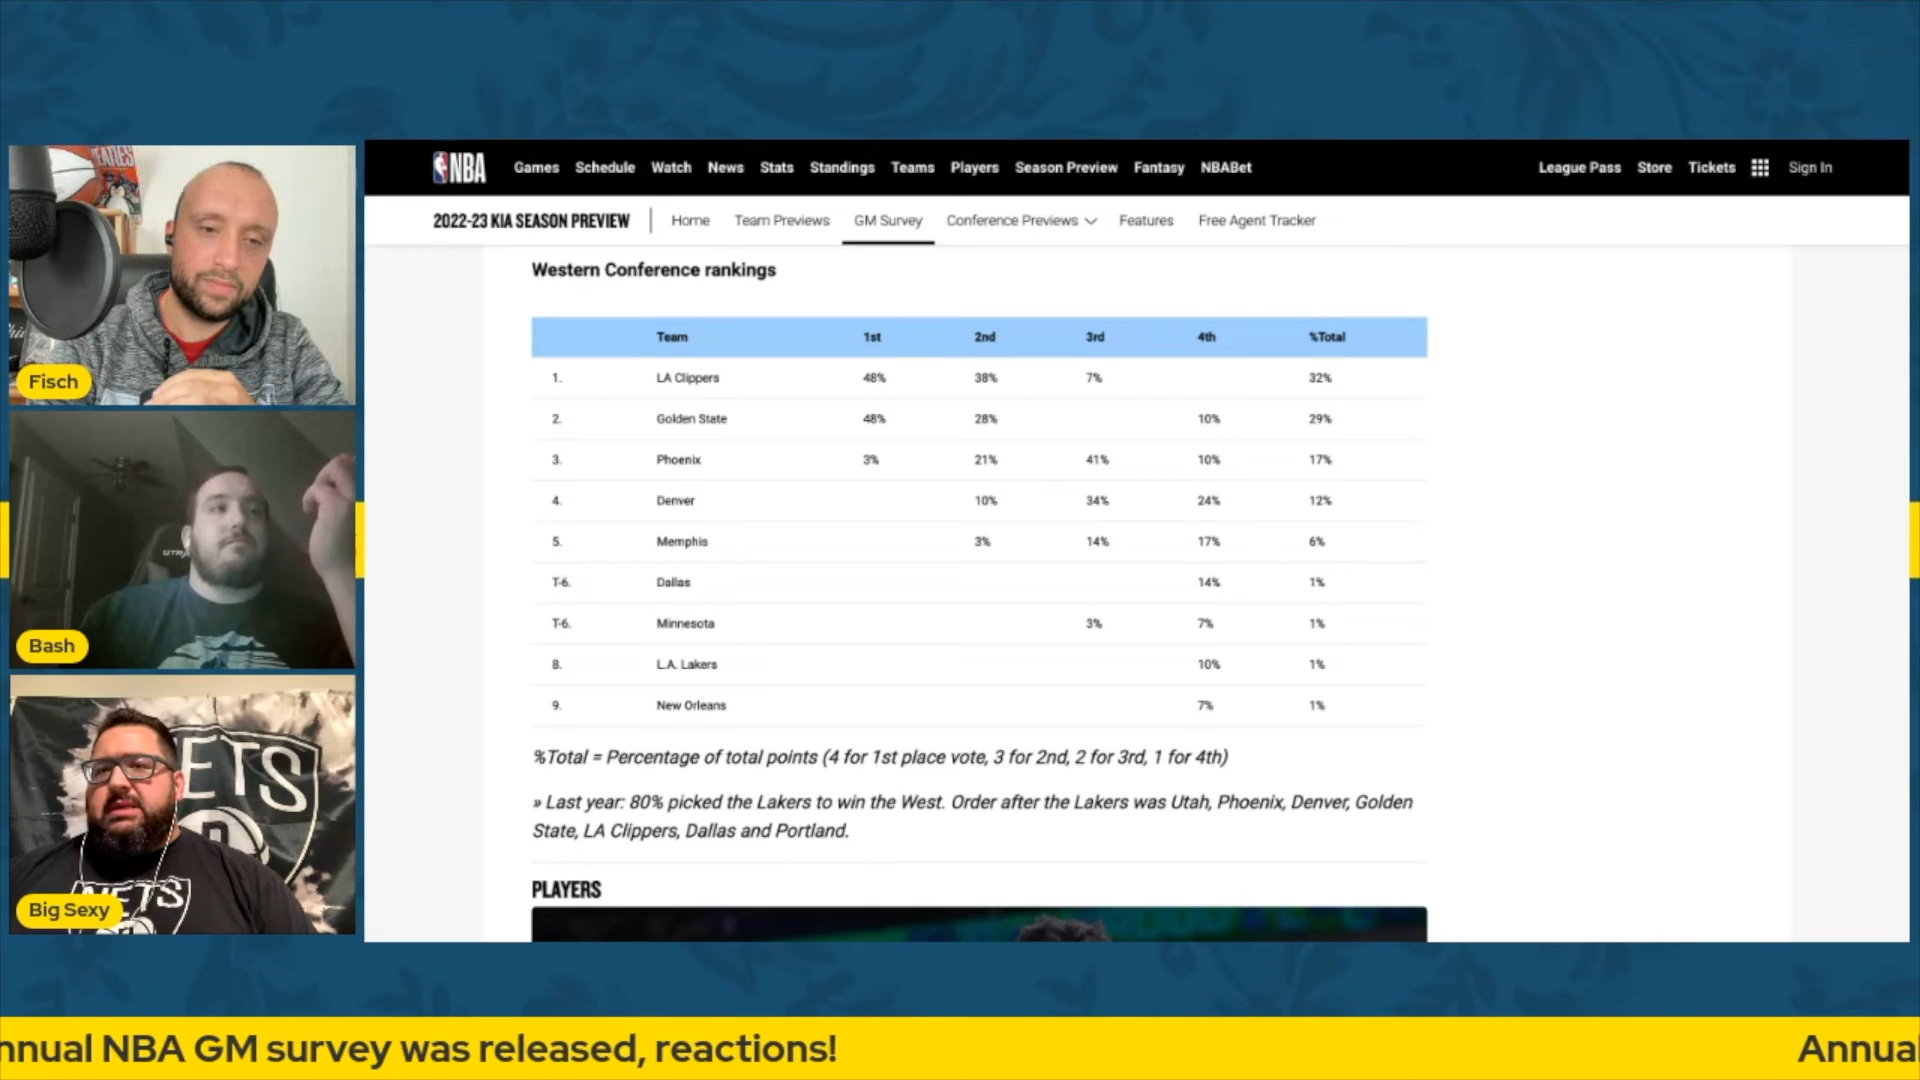 NBA Games Schedule Watch News Stats Standings Teams Players Season Preview Fantasy NBABet League Pass Store Tickets Sign In
2022-23 KIA SEASON PREVIEW Home Team Previews GM Survey Conference Previews Features Free Agent Tracker
Western Conference rankings
Team 1st 2nd 3rd 4th %Total
1. LA Clippers 48% 38% 7% 32%
2. Golden State 48% 28% 10% 29%
3. Phoenix 3% 21% 41% 10% 17%
4. Denver 10% 34% 24% 12%
5. Memphis 3% 14% 17% 6%
T-6. Dallas 14% 1%
T-6. Minnesota 3% 7% 1%
8. L.A. Lakers 10% 1%
9. New Orleans 7% 1%
%Total = Percentage of total points (4 for 1st place vote, 3 for 2nd, 2 for 3rd, 1 for 4th)
» Last year: 80% picked the Lakers to win the West. Order after the Lakers was Utah, Phoenix, Denver, Golden
State, LA Clippers, Dallas and Portland.
PLAYERS
Fisch
Bash
NETS
NETS
Big Sexy
nnual NBA GM survey was released, reactions! Annual